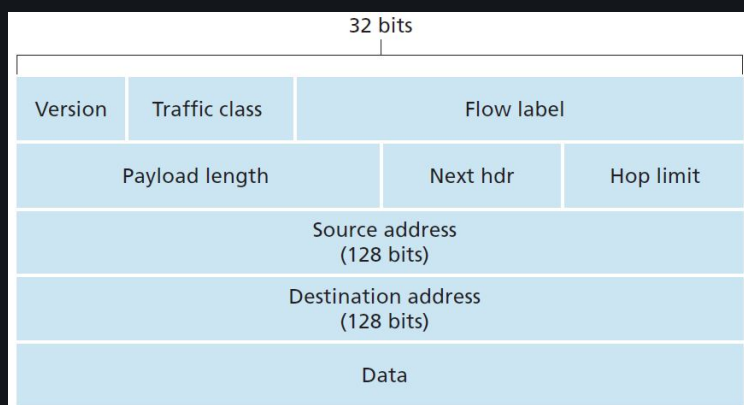 32 bits
Version Traffic class Flow label
Payload length Next hdr Hop limit
Source address
(128 bits)
Destination address
(128 bits)
Data